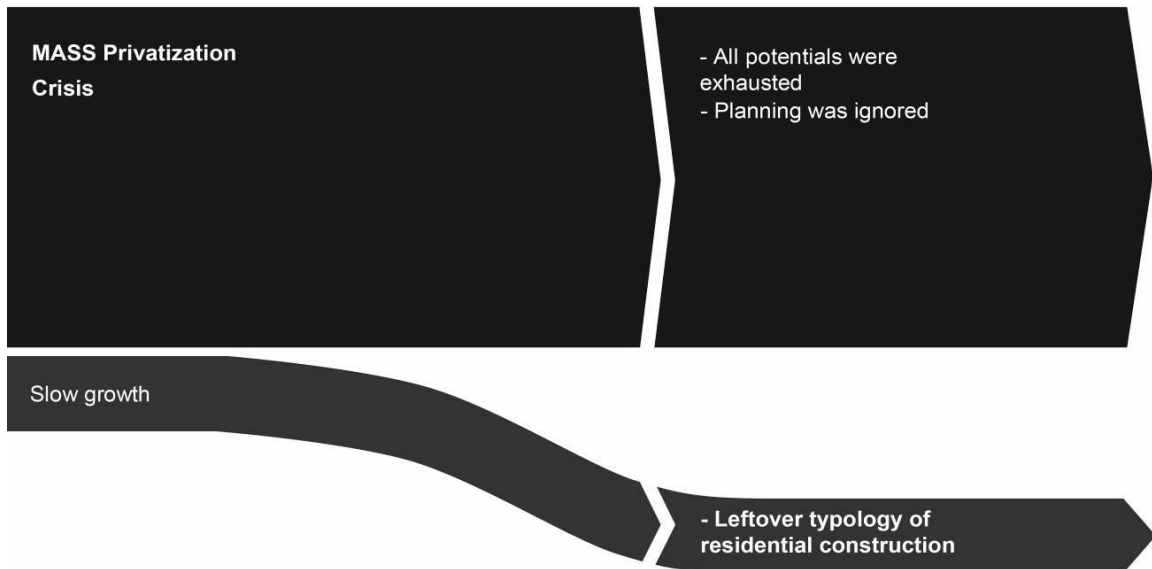 MASS Privatization
Crisis
- All potentials were
exhausted
- Planning was ignored
Slow growth
- Leftover typology of
residential construction